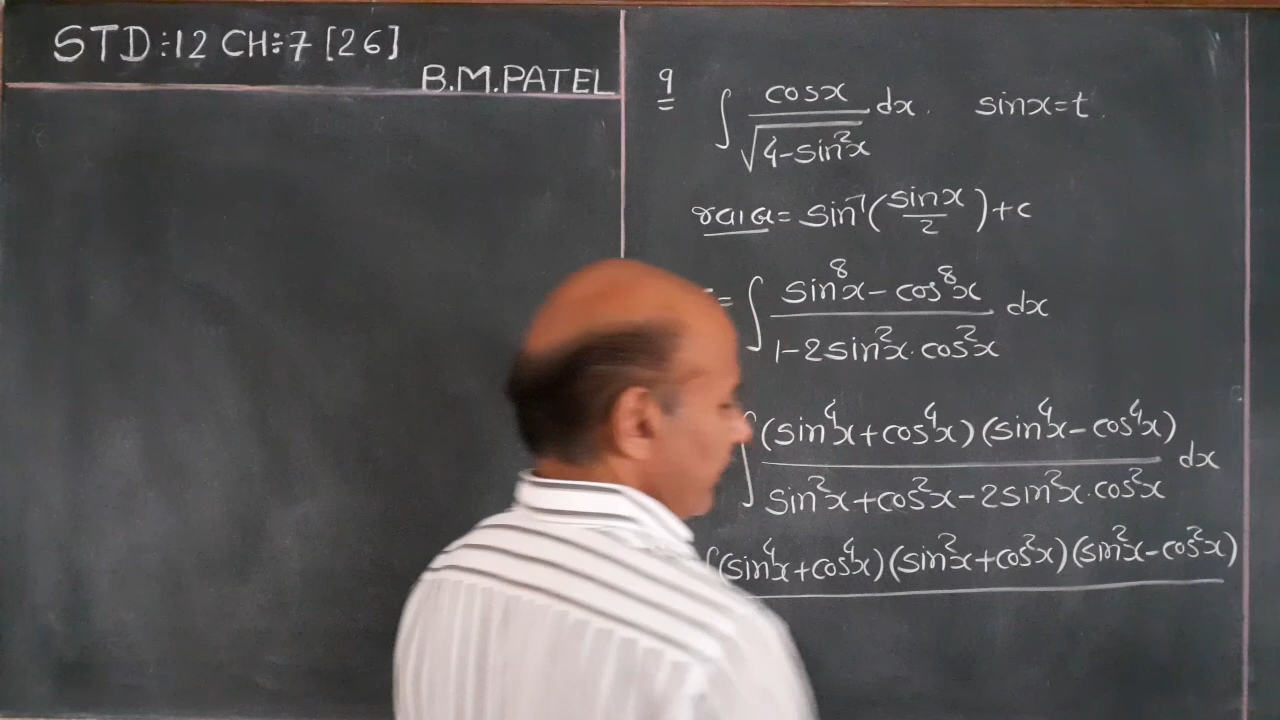 STD:-12 CH:-7 [26]
B.M.PATEL
9
∫ cosx / √(4-sin²x) dx. sinx=t.
જવાબ = sin⁻¹(sinx/2)+c
= ∫ (sin⁸x - cos⁸x) / (1-2sin²x.cos²x) dx
∫ (sin⁴x+cos⁴x)(sin⁴x-cos⁴x) / (sin²x+cos²x-2sin²x.cos²x) dx
∫(sin⁴x+cos⁴x)(sin²x+cos²x)(sin²x-cos²x)